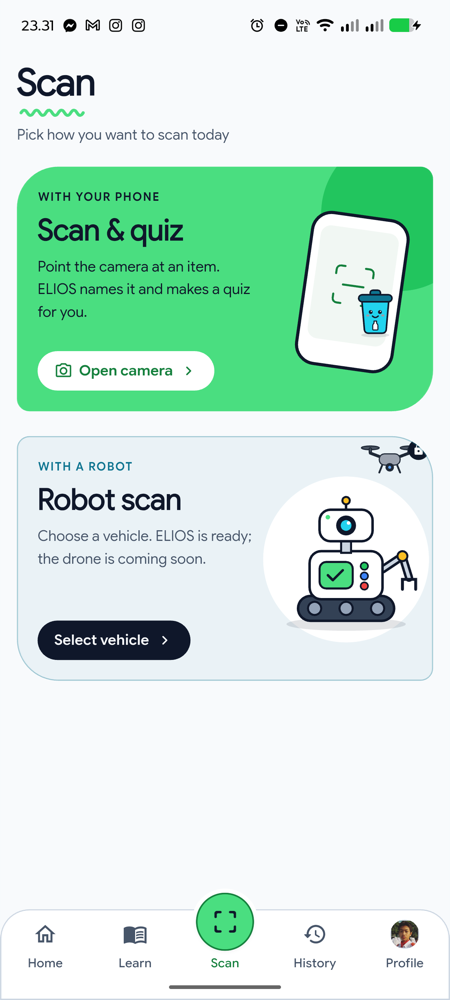 23.31
Vo LTE
Scan
Pick how you want to scan today
WITH YOUR PHONE
Scan & quiz
Point the camera at an item.
ELIOS names it and makes a quiz
for you.
Open camera
WITH A ROBOT
Robot scan
Choose a vehicle. ELIOS is ready;
the drone is coming soon.
Select vehicle
Home
Learn
Scan
History
Profile